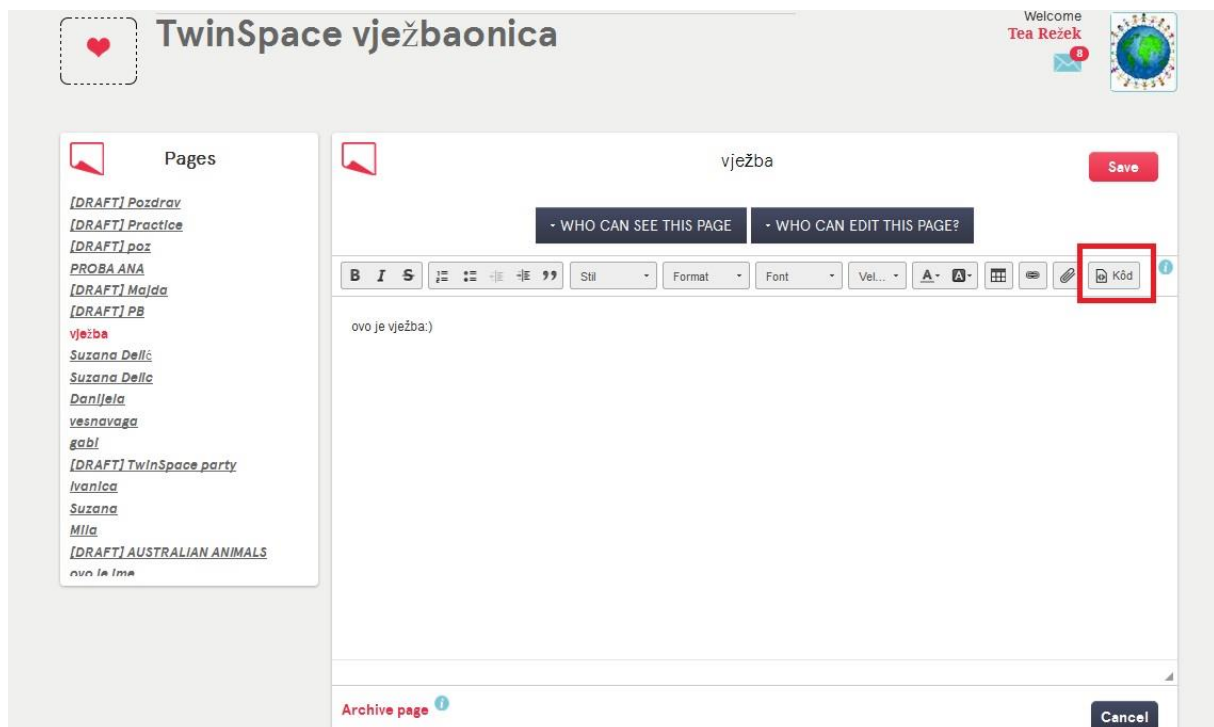 TwinSpace vježbaonica
Welcome
Tea Režek
8
Pages
[DRAFT] Pozdrav
[DRAFT] Practice
[DRAFT] poz
PROBA ANA
[DRAFT] Majda
[DRAFT] PB
vježba
Suzana Delić
Suzana Delic
Danijela
vesnavaga
gabi
[DRAFT] TwinSpace party
Ivanica
Suzana
Mila
[DRAFT] AUSTRALIAN ANIMALS
ovo je ime
vježba
Save
WHO CAN SEE THIS PAGE
WHO CAN EDIT THIS PAGE?
B I S Stil Format Font Vel... A A Kôd
ovo je vježba:)
Archive page
Cancel